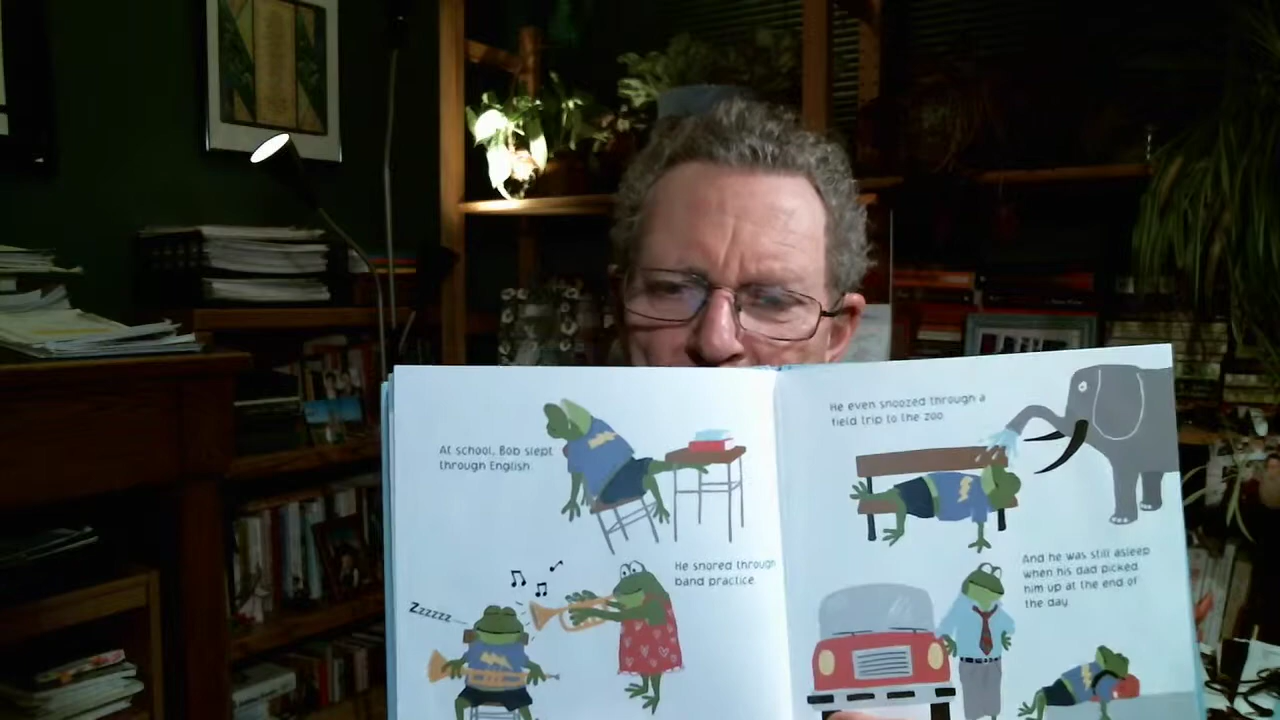 At school, Bob slept
through English.
Zzzzzz
He snored through
band practice.
He even snoozed through a
field trip to the zoo.
And he was still asleep
when his dad picked
him up at the end of
the day.